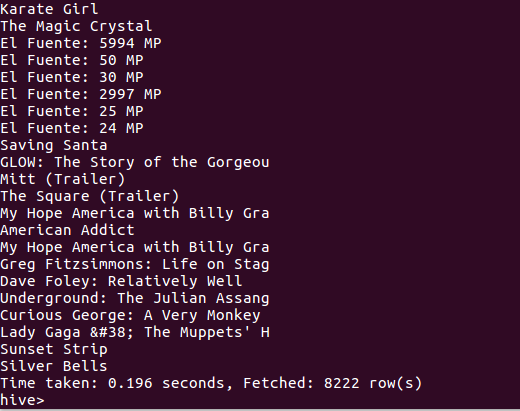 Karate Girl
The Magic Crystal
El Fuente: 5994 MP
El Fuente: 50 MP
El Fuente: 30 MP
El Fuente: 2997 MP
El Fuente: 25 MP
El Fuente: 24 MP
Saving Santa
GLOW: The Story of the Gorgeou
Mitt (Trailer)
The Square (Trailer)
My Hope America with Billy Gra
American Addict
My Hope America with Billy Gra
Greg Fitzsimmons: Life on Stag
Dave Foley: Relatively Well
Underground: The Julian Assang
Curious George: A Very Monkey
Lady Gaga &#38; The Muppets' H
Sunset Strip
Silver Bells
Time taken: 0.196 seconds, Fetched: 8222 row(s)
hive>